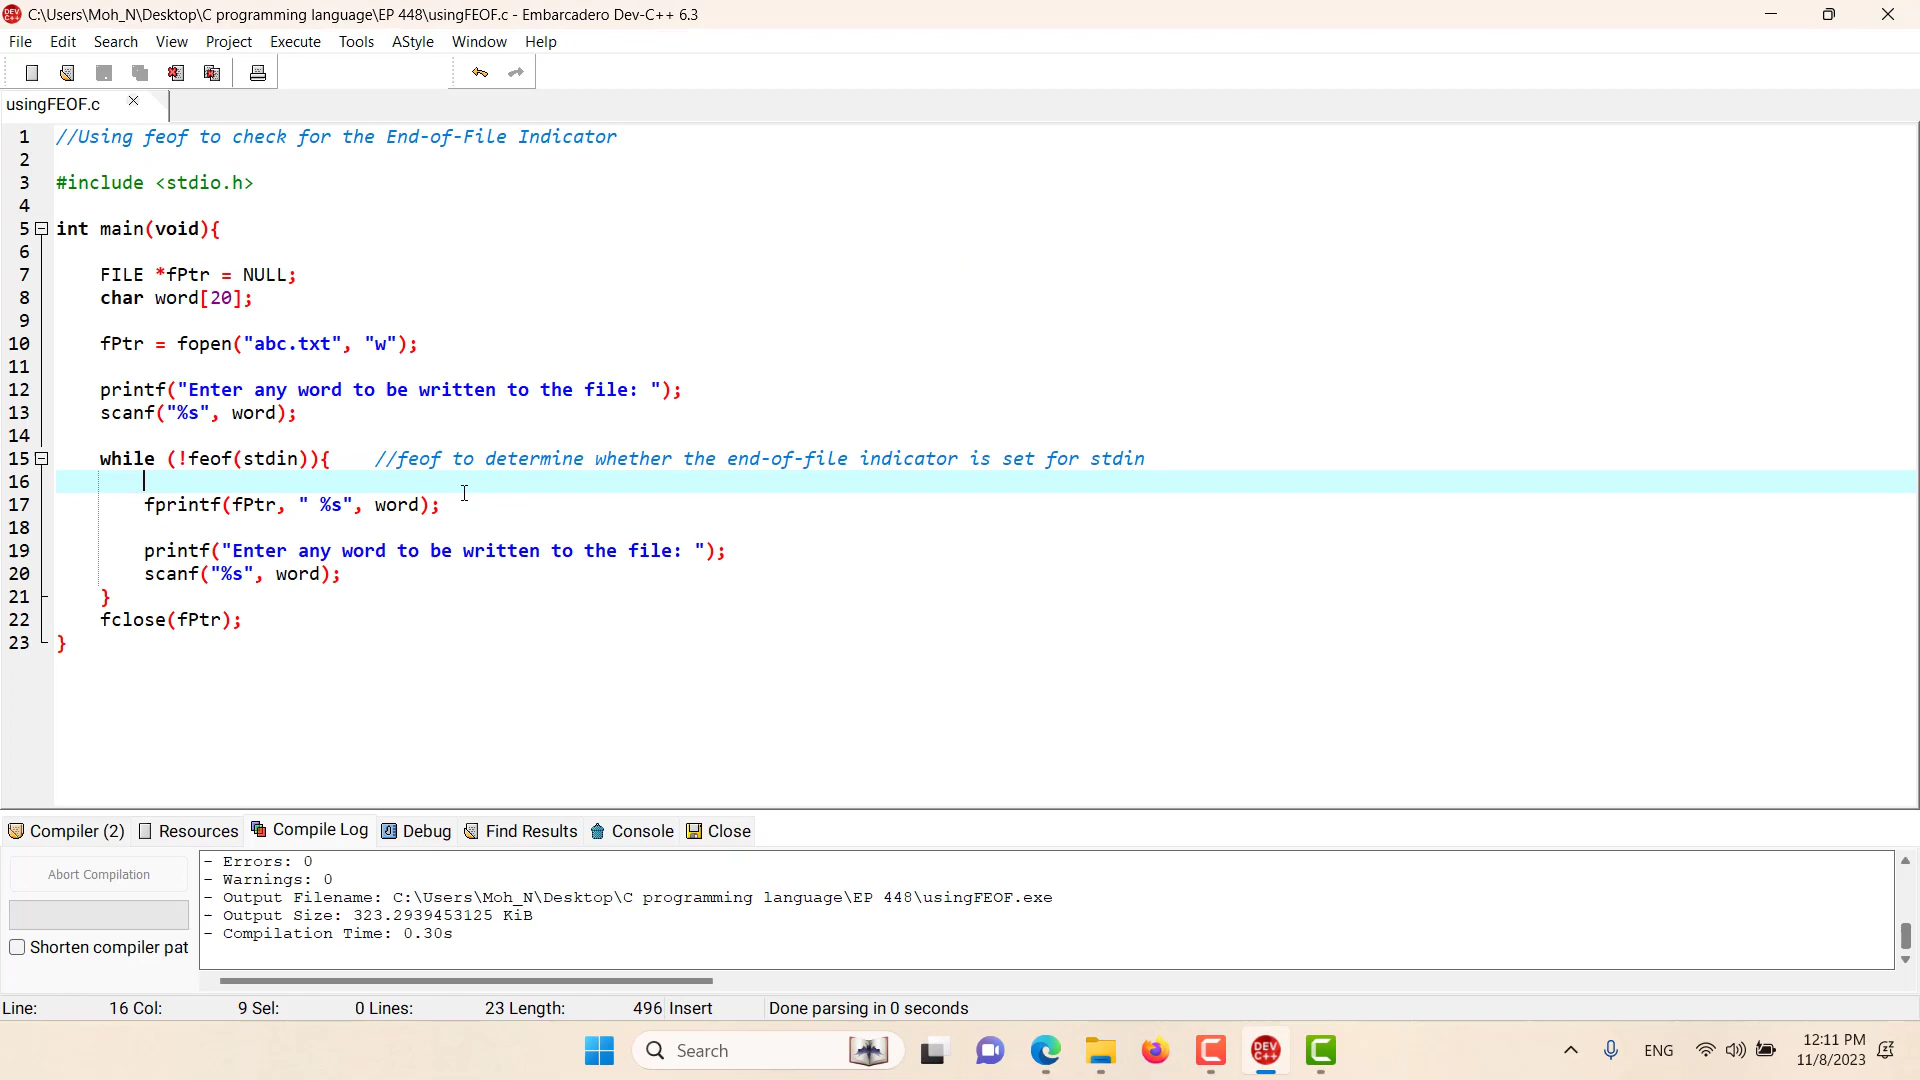 C:\Users\Moh_N\Desktop\C programming language\EP 448\usingFEOF.c - Embarcadero Dev-C++ 6.3
File Edit Search View Project Execute Tools AStyle Window Help
usingFEOF.c
1 //Using feof to check for the End-of-File Indicator
2
3 #include <stdio.h>
4
5 int main(void){
6
7 FILE *fPtr = NULL;
8 char word[20];
9
10 fPtr = fopen("abc.txt", "w");
11
12 printf("Enter any word to be written to the file: ");
13 scanf("%s", word);
14
15 while (!feof(stdin)){ //feof to determine whether the end-of-file indicator is set for stdin
16
17 fprintf(fPtr, " %s", word);
18
19 printf("Enter any word to be written to the file: ");
20 scanf("%s", word);
21 }
22 fclose(fPtr);
23 }
Compiler (2) Resources Compile Log Debug Find Results Console Close
Abort Compilation
Shorten compiler pat
- Errors: 0
- Warnings: 0
- Output Filename: C:\Users\Moh_N\Desktop\C programming language\EP 448\usingFEOF.exe
- Output Size: 323.2939453125 KiB
- Compilation Time: 0.30s
Line: 16 Col: 9 Sel: 0 Lines: 23 Length: 496 Insert Done parsing in 0 seconds
Search
DEV C++
ENG
12:11 PM
11/8/2023